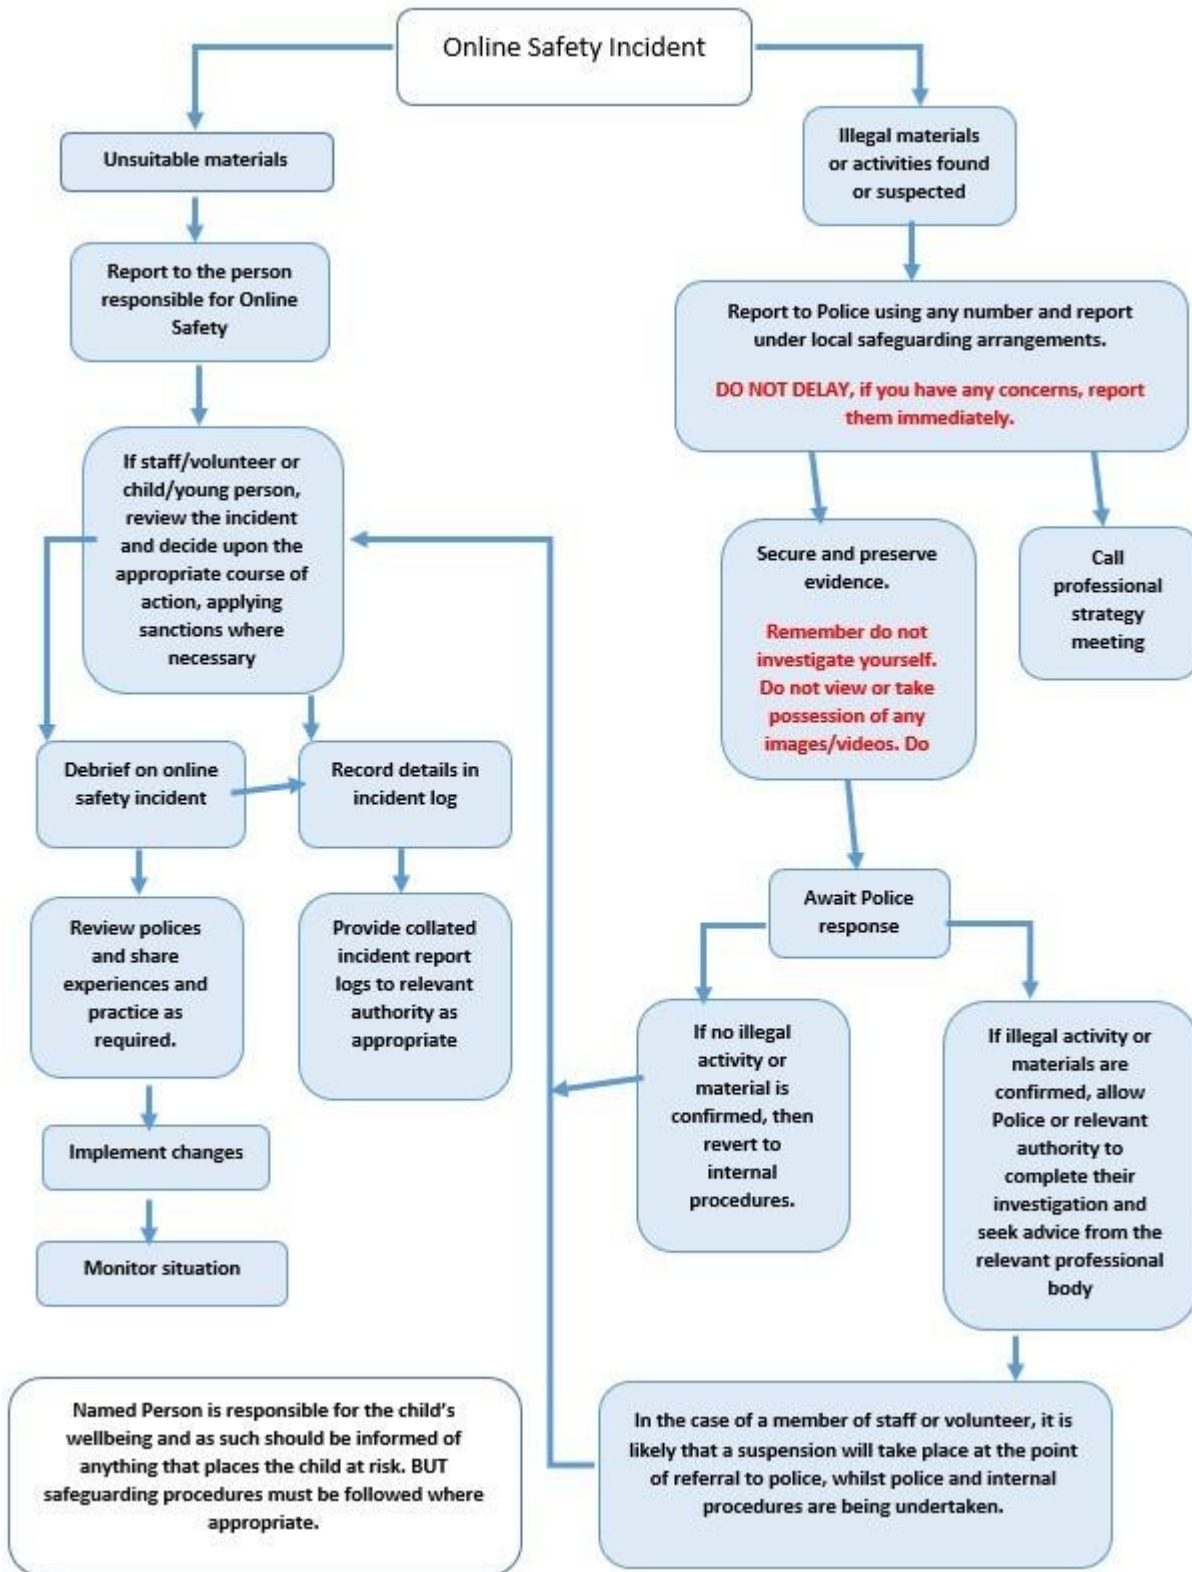 Online Safety Incident
Unsuitable materials
Report to the person
responsible for Online
Safety
If staff/volunteer or
child/young person,
review the incident
and decide upon the
appropriate course of
action, applying
sanctions where
necessary
Debrief on online
safety incident
Record details in
incident log
Review polices
and share
experiences and
practice as
required.
Provide collated
incident report
logs to relevant
authority as
appropriate
Implement changes
Monitor situation
Illegal materials
or activities found
or suspected
Report to Police using any number and report
under local safeguarding arrangements.
DO NOT DELAY, if you have any concerns, report
them immediately.
Secure and preserve
evidence.
Remember do not
investigate yourself.
Do not view or take
possession of any
images/videos. Do
Call
professional
strategy
meeting
Await Police
response
If no illegal
activity or
material is
confirmed, then
revert to
internal
procedures.
If illegal activity or
materials are
confirmed, allow
Police or relevant
authority to
complete their
investigation and
seek advice from the
relevant professional
body
In the case of a member of staff or volunteer, it is
likely that a suspension will take place at the point
of referral to police, whilst police and internal
procedures are being undertaken.
Named Person is responsible for the child’s
wellbeing and as such should be informed of
anything that places the child at risk. BUT
safeguarding procedures must be followed where
appropriate.